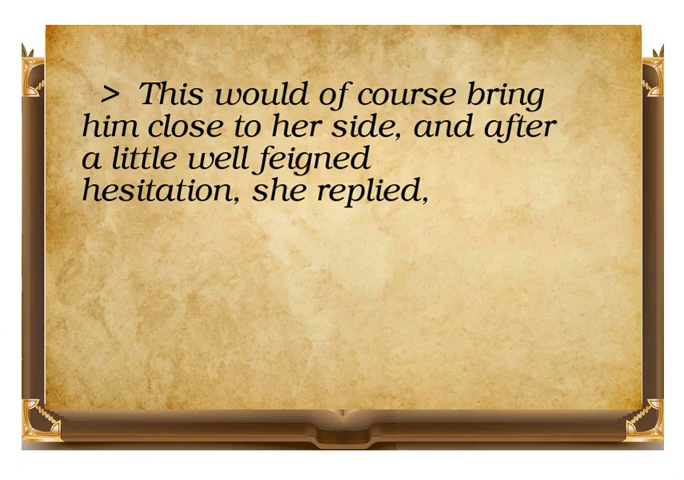 > This would of course bring
him close to her side, and after
a little well feigned
hesitation, she replied,